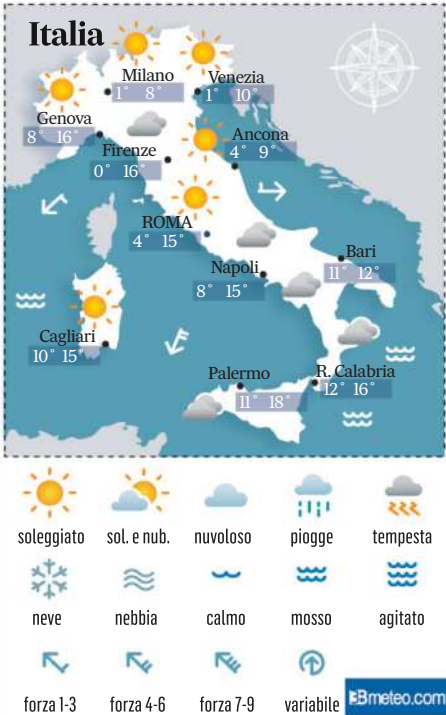 Italia
Milano
1° 8°
Venezia
1° 10°
Genova
8° 16°
Ancona
4° 9°
Firenze
0° 16°
ROMA
4° 15°
Bari
11° 12°
Napoli
8° 15°
Cagliari
10° 15°
Palermo
11° 18°
R. Calabria
12° 16°
soleggiato sol. e nub. nuvoloso piogge tempesta
neve nebbia calmo mosso agitato
forza 1-3 forza 4-6 forza 7-9 variabile
3Bmeteo.com